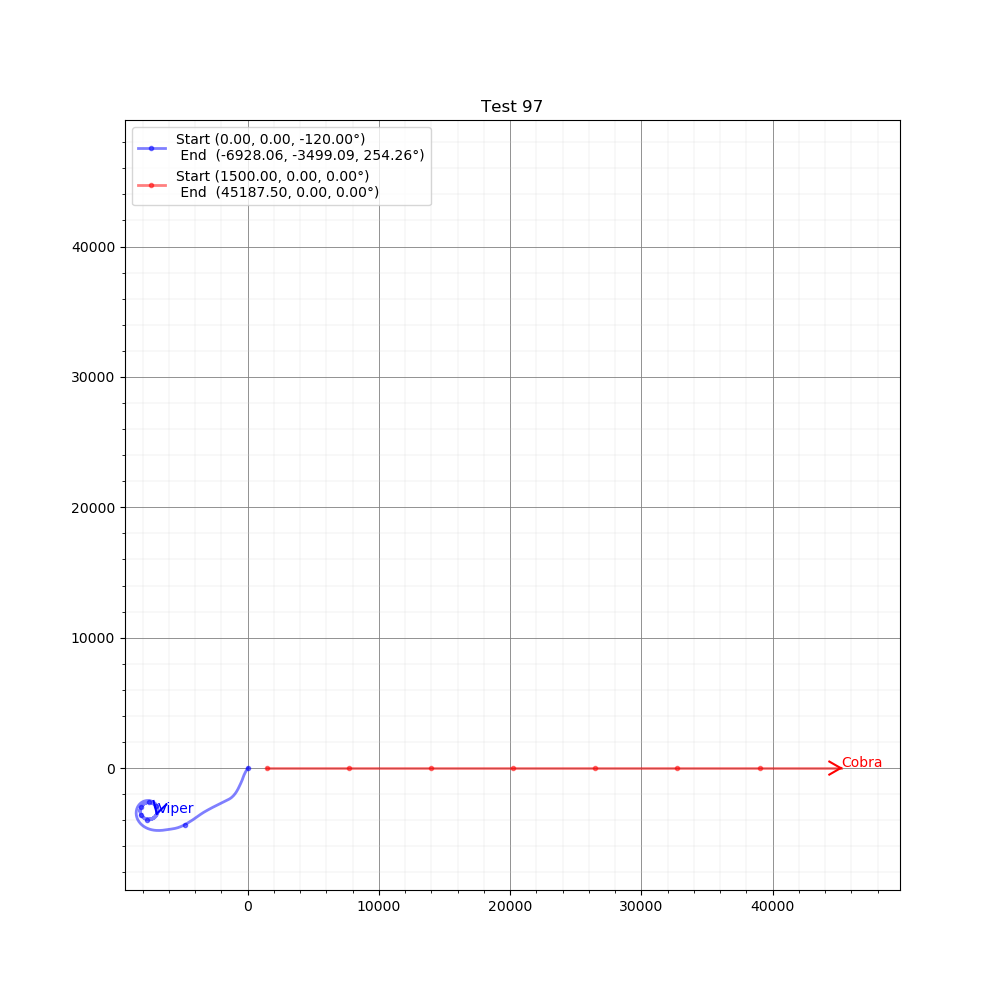 Test 97
Start (0.00, 0.00, -120.00°)
End (-6928.06, -3499.09, 254.26°)
Start (1500.00, 0.00, 0.00°)
End (45187.50, 0.00, 0.00°)
40000
30000
20000
10000
0
Cobra
Viper
0
10000
20000
30000
40000